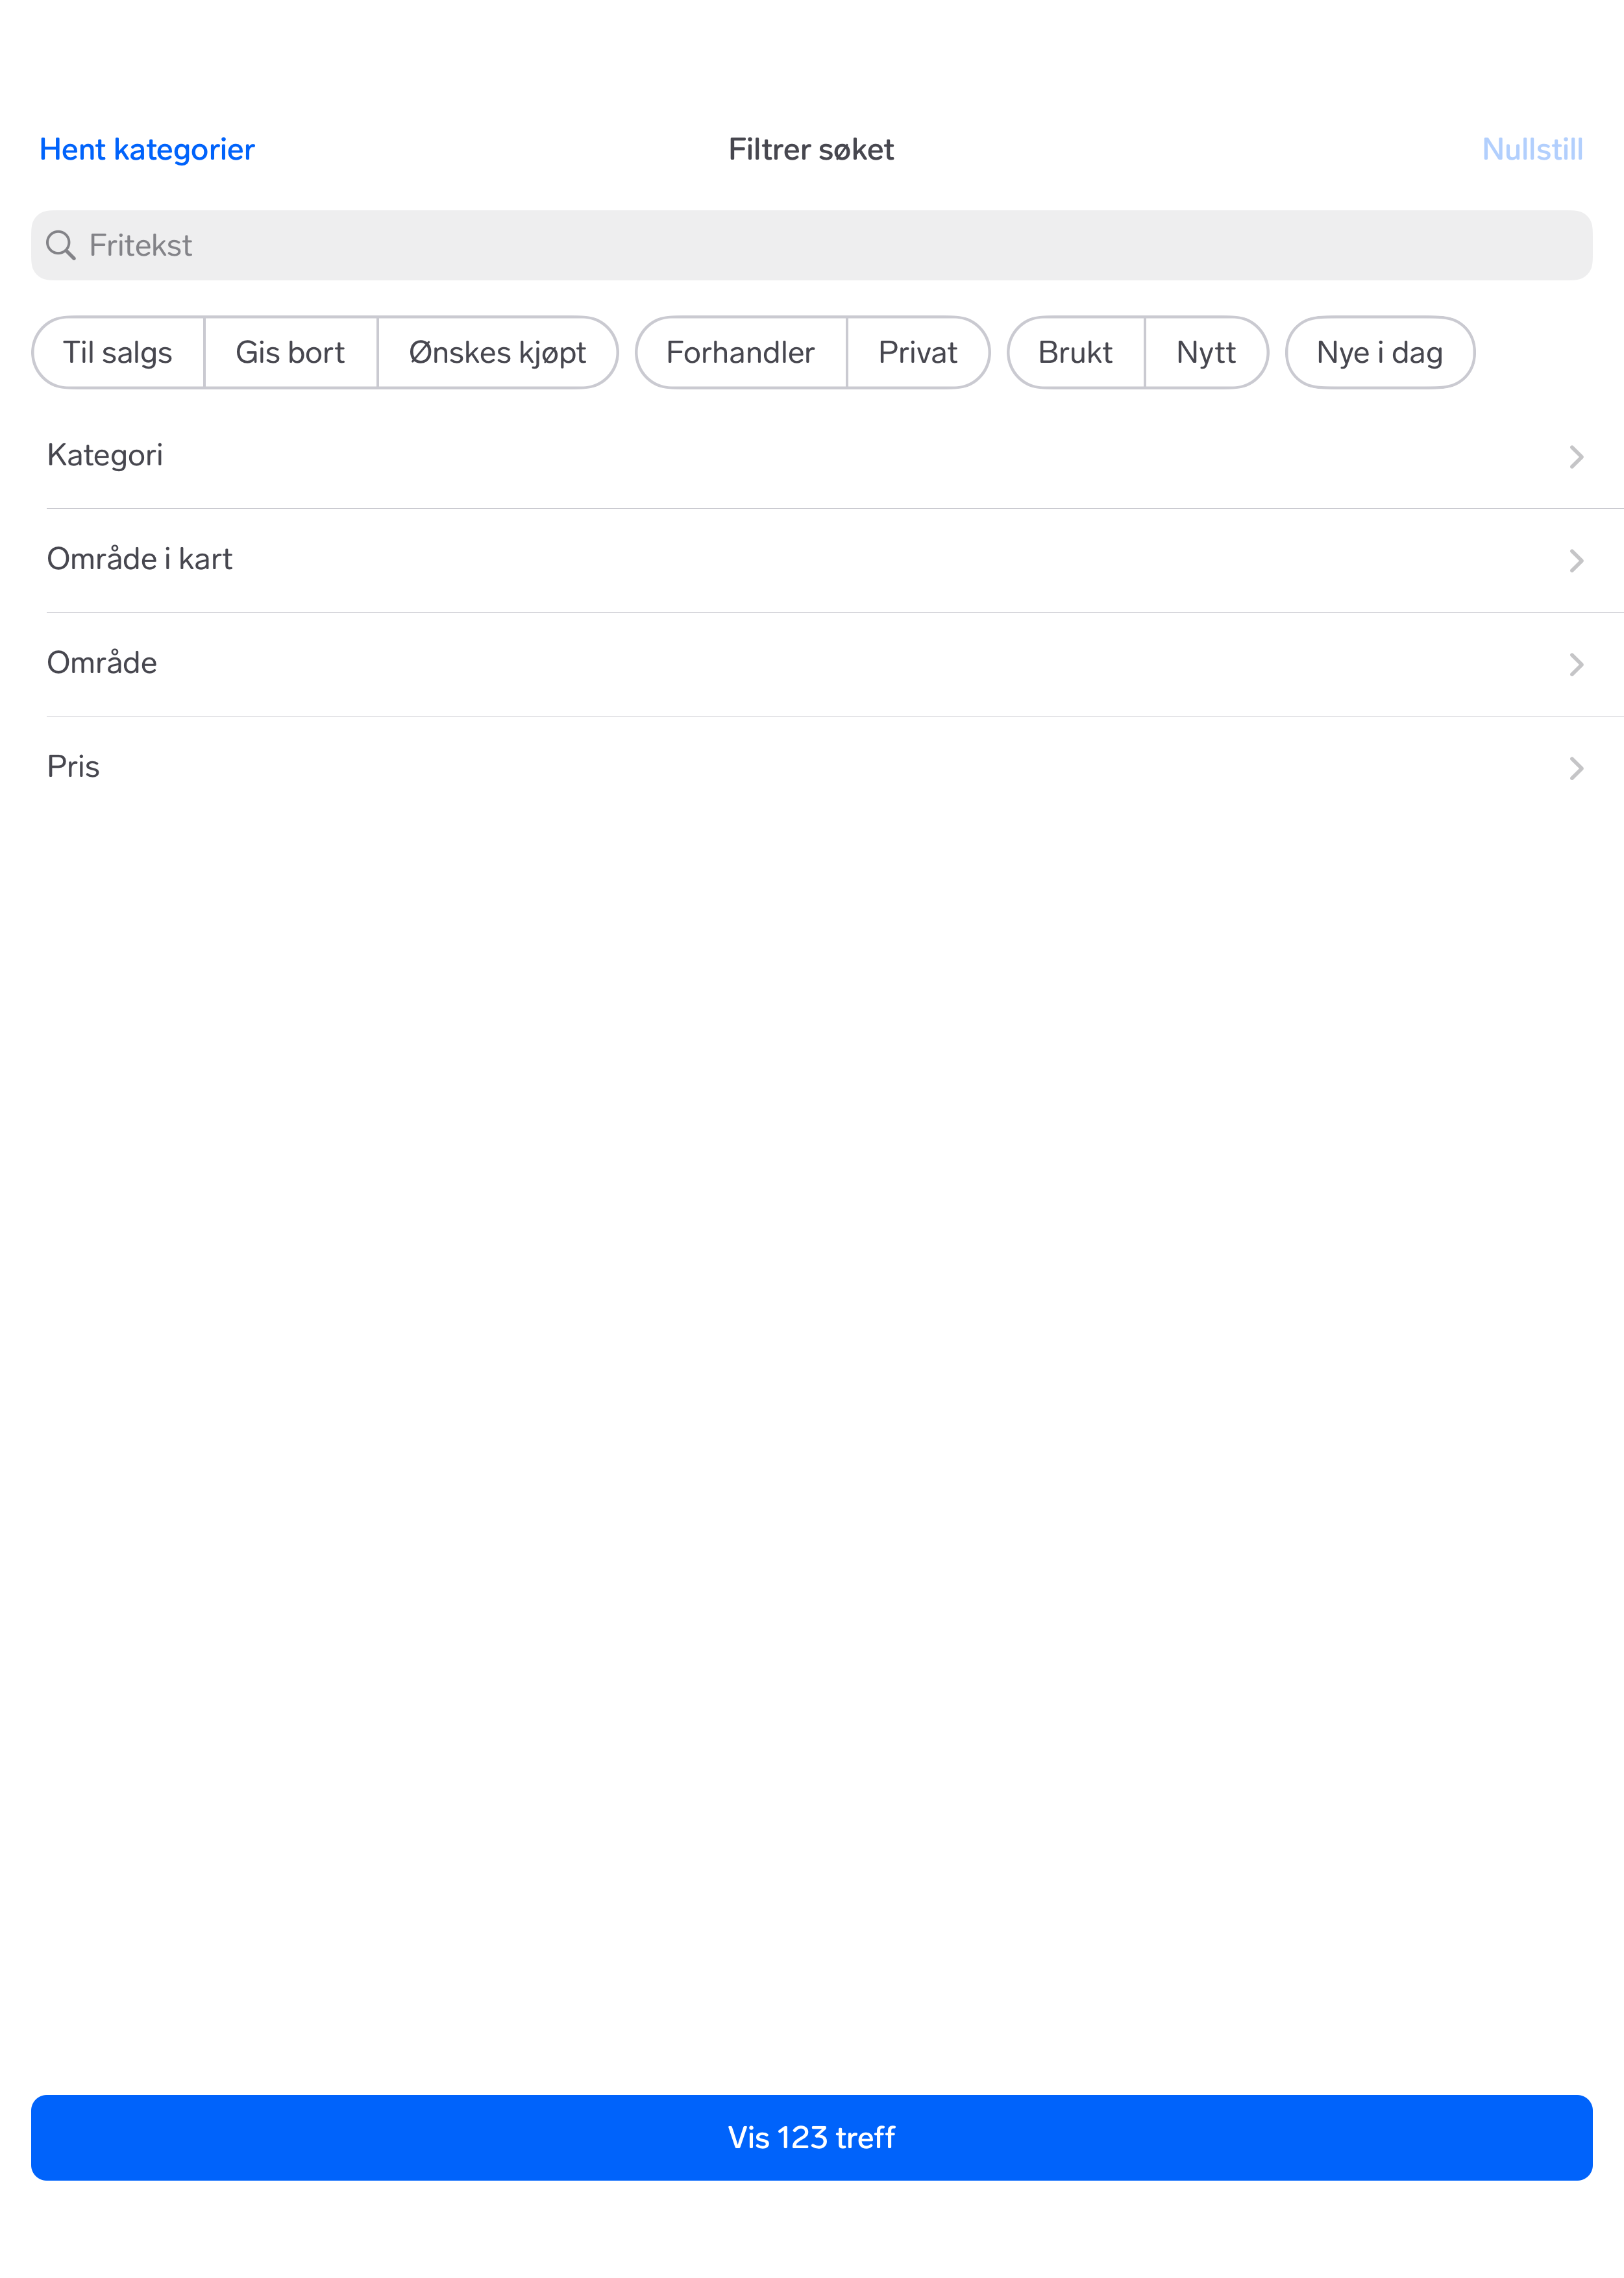 Hent kategorier Filtrer søket Nullstill
Fritekst
Til salgs Gis bort Ønskes kjøpt Forhandler Privat Brukt Nytt Nye i dag
Kategori
Område i kart
Område
Pris
Vis 123 treff